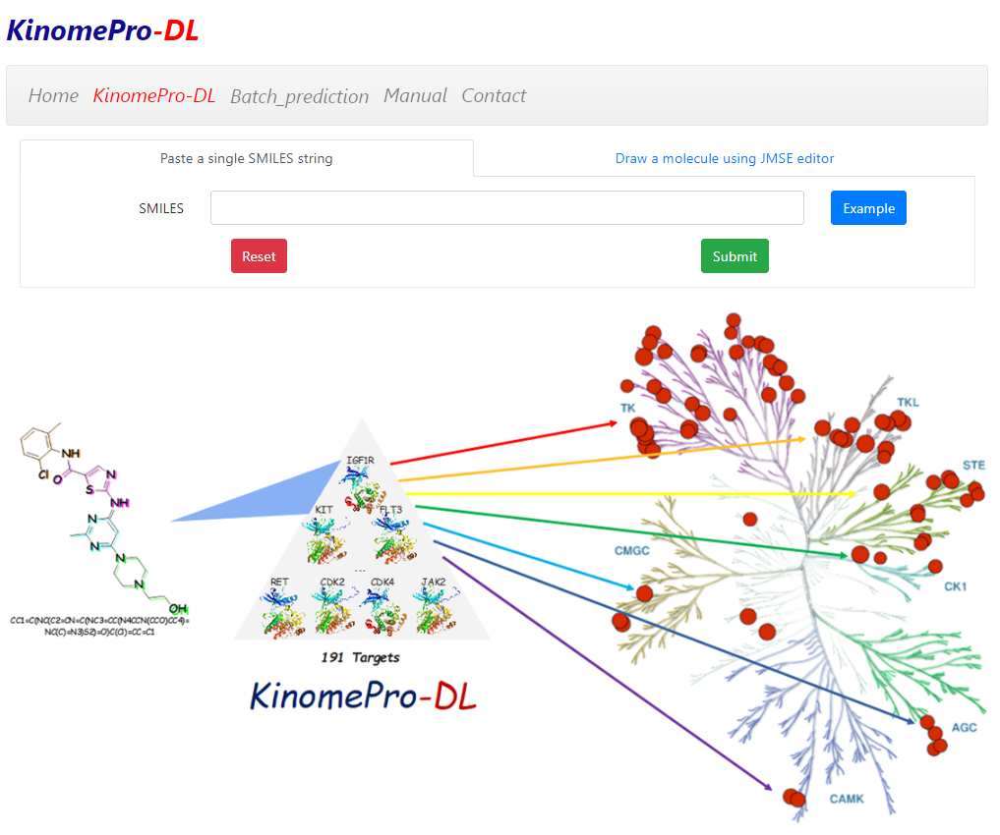 KinomePro-DL
Home KinomePro-DL Batch_prediction Manual Contact
Paste a single SMILES string
Draw a molecule using JMSE editor
SMILES
Example
Reset
Submit
NH
Cl
O
N
S
NH
N
N
N
N
OH
CC1=C(NC(C2=CN=C(NC3=CC(N4CCN(CCO)CC4)=
NC(C)=N3)S2)=O)C(Cl)=CC=C1
IGF1R
KIT
FLT3
...
RET
CDK2
CDK4
JAK2
191 Targets
KinomePro-DL
TK
TKL
STE
CMGC
CK1
AGC
CAMK